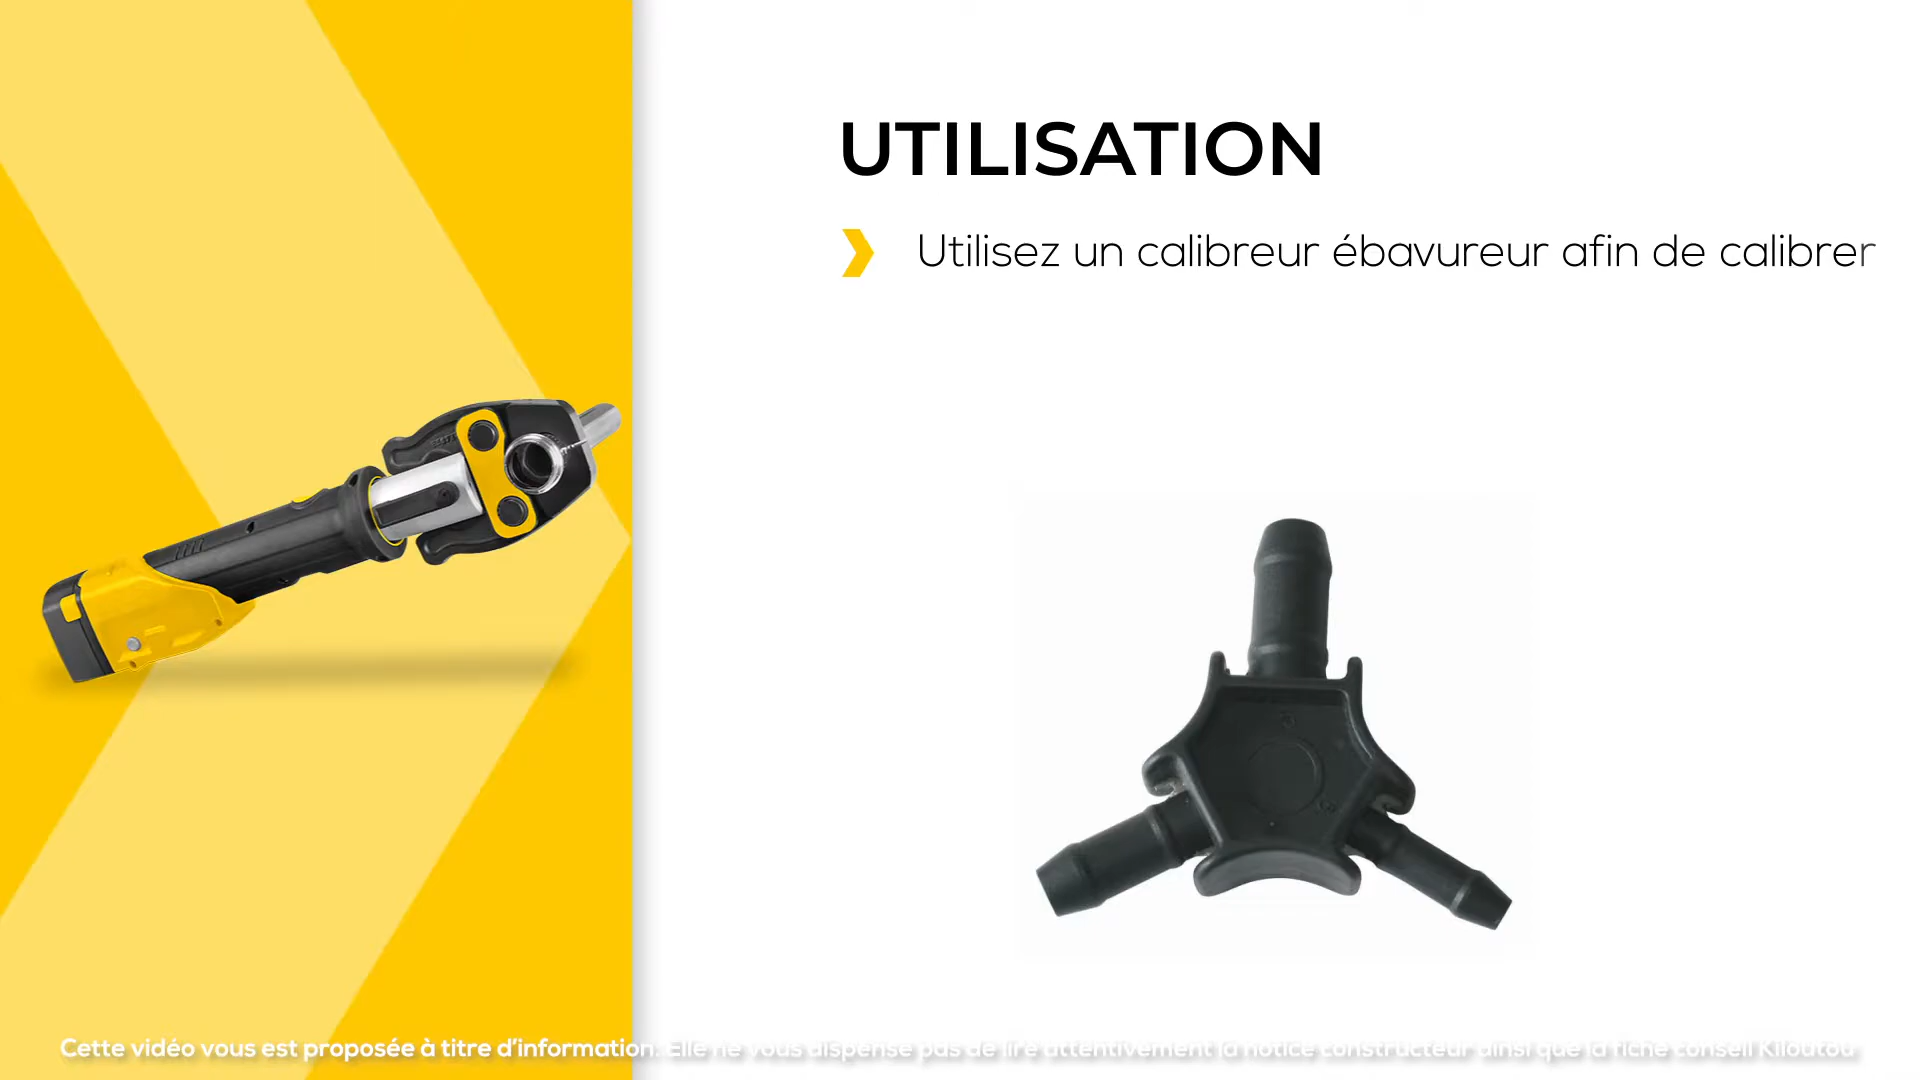 UTILISATION
Utilisez un calibreur ébavureur afin de calibrer
Cette vidéo vous est proposée à titre d'information. Elle ne vous dispense pas de lire attentivement la notice constructeur ainsi que la fiche conseil Kiloutou